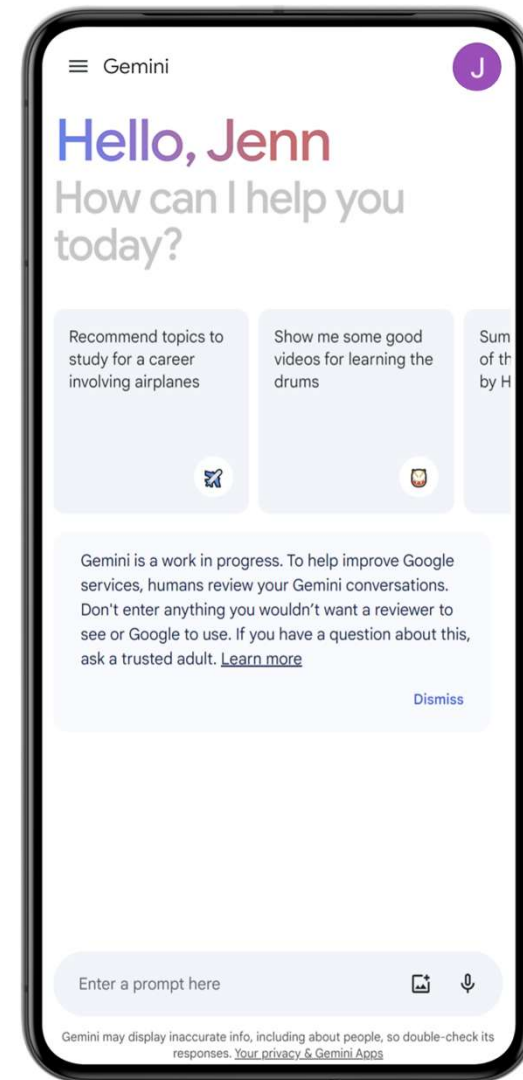 Gemini
J
Hello, Jenn
How can I help you
today?
Recommend topics to
study for a career
involving airplanes
Show me some good
videos for learning the
drums
Sum
of th
by H
Gemini is a work in progress. To help improve Google
services, humans review your Gemini conversations.
Don't enter anything you wouldn’t want a reviewer to
see or Google to use. If you have a question about this,
ask a trusted adult. Learn more
Dismiss
Enter a prompt here
Gemini may display inaccurate info, including about people, so double-check its
responses. Your privacy & Gemini Apps